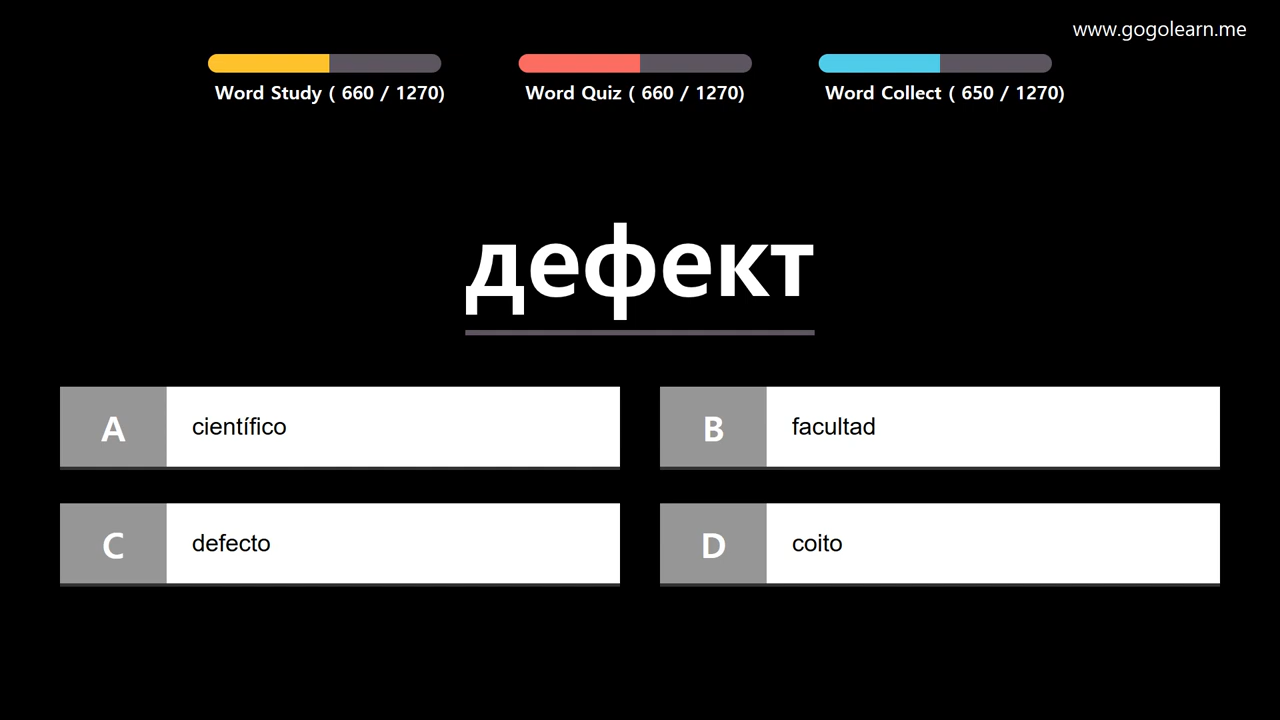 www.gogolearn.me
Word Study ( 660 / 1270)
Word Quiz ( 660 / 1270)
Word Collect ( 650 / 1270)
дефект
A científico
B facultad
C defecto
D coito